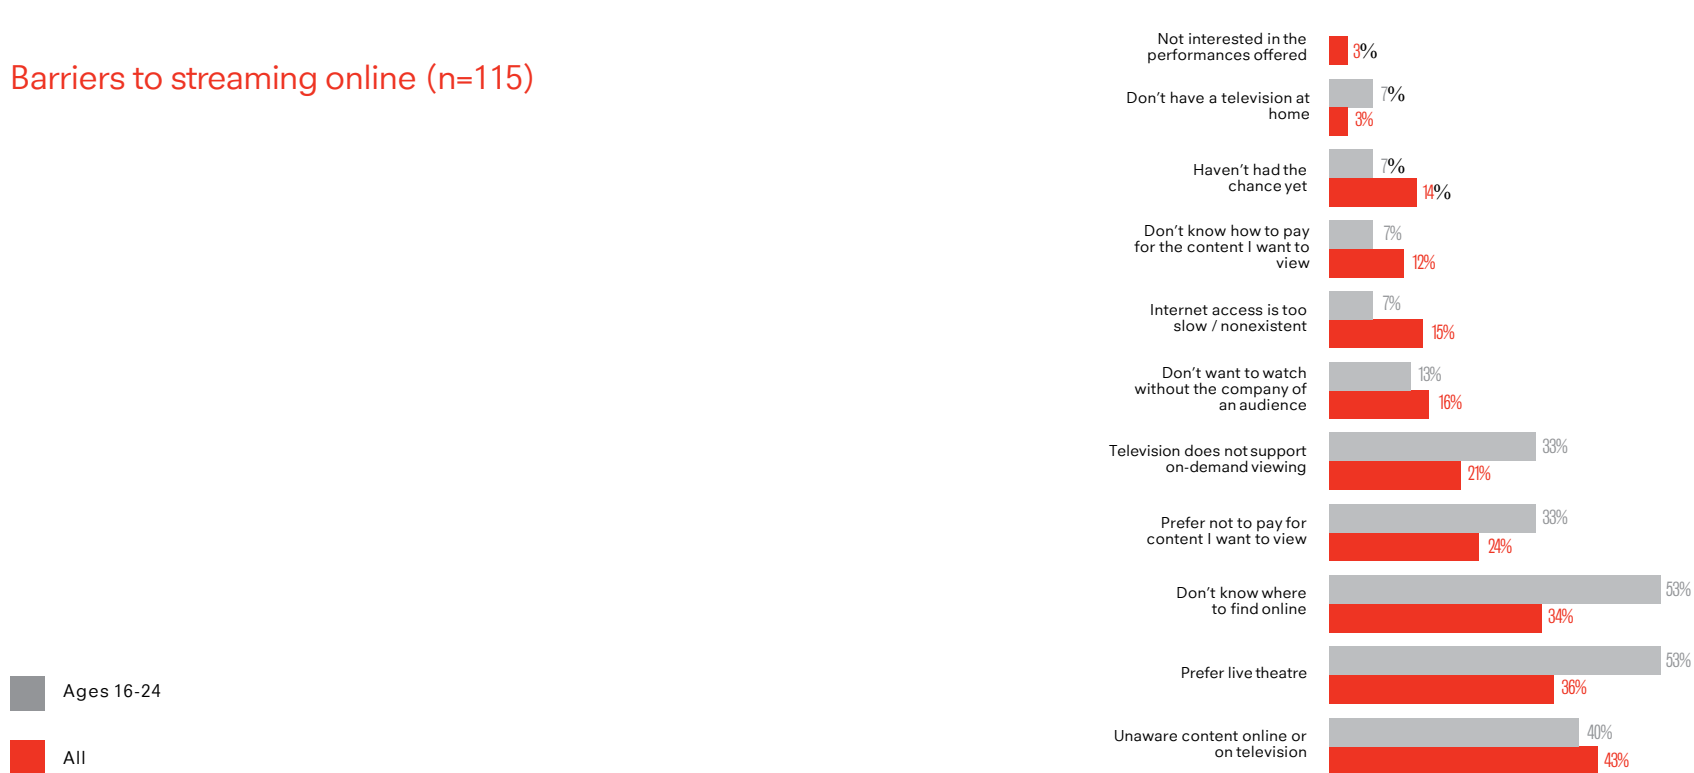 Barriers to streaming online (n=115)
Not interested in the
performances offered
3%
Don't have a television at
home
7%
3%
Haven't had the
chance yet
7%
14%
Don't know how to pay
for the content I want to
view
7%
12%
Internet access is too
slow / nonexistent
7%
15%
Don't want to watch
without the company of
an audience
13%
16%
Television does not support
on-demand viewing
33%
21%
Prefer not to pay for
content I want to view
33%
24%
Don't know where
to find online
53%
34%
Prefer live theatre
53%
36%
Unaware content online or
on television
40%
43%
Ages 16-24
All